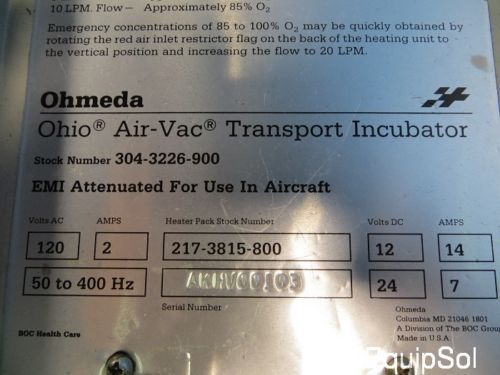 10 LPM. Flow— Approximately 85% O2
Emergency concentrations of 85 to 100% O2 may be quickly obtained by
rotating the red air inlet restrictor flag on the back of the heating unit to
the vertical position and increasing the flow to 20 LPM.
Ohmeda
Ohio® Air-Vac® Transport Incubator
Stock Number 304-3226-900
EMI Attenuated For Use In Aircraft
Volts AC AMPS Heater Pack Stock Number Volts DC AMPS
120 2 217-3815-800 12 14
50 to 400 Hz AKHV00103 24 7
Serial Number
BOC Health Care
Ohmeda
Columbia MD 21046 1801
A Division of The BOC Group
Made in U.S.A.
EquipSol